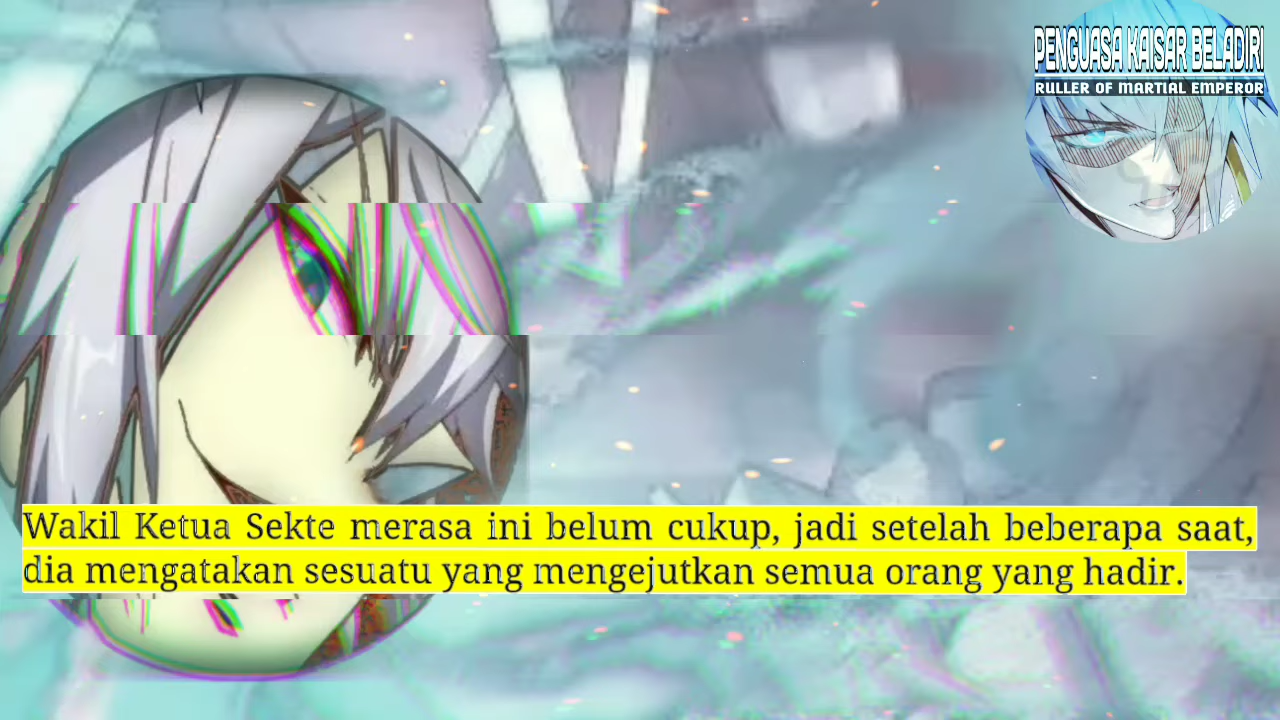 PENGUASA KAISAR BELADIRI
RULLER OF MARTIAL EMPEROR
Wakil Ketua Sekte merasa ini belum cukup, jadi setelah beberapa saat,
dia mengatakan sesuatu yang mengejutkan semua orang yang hadir.